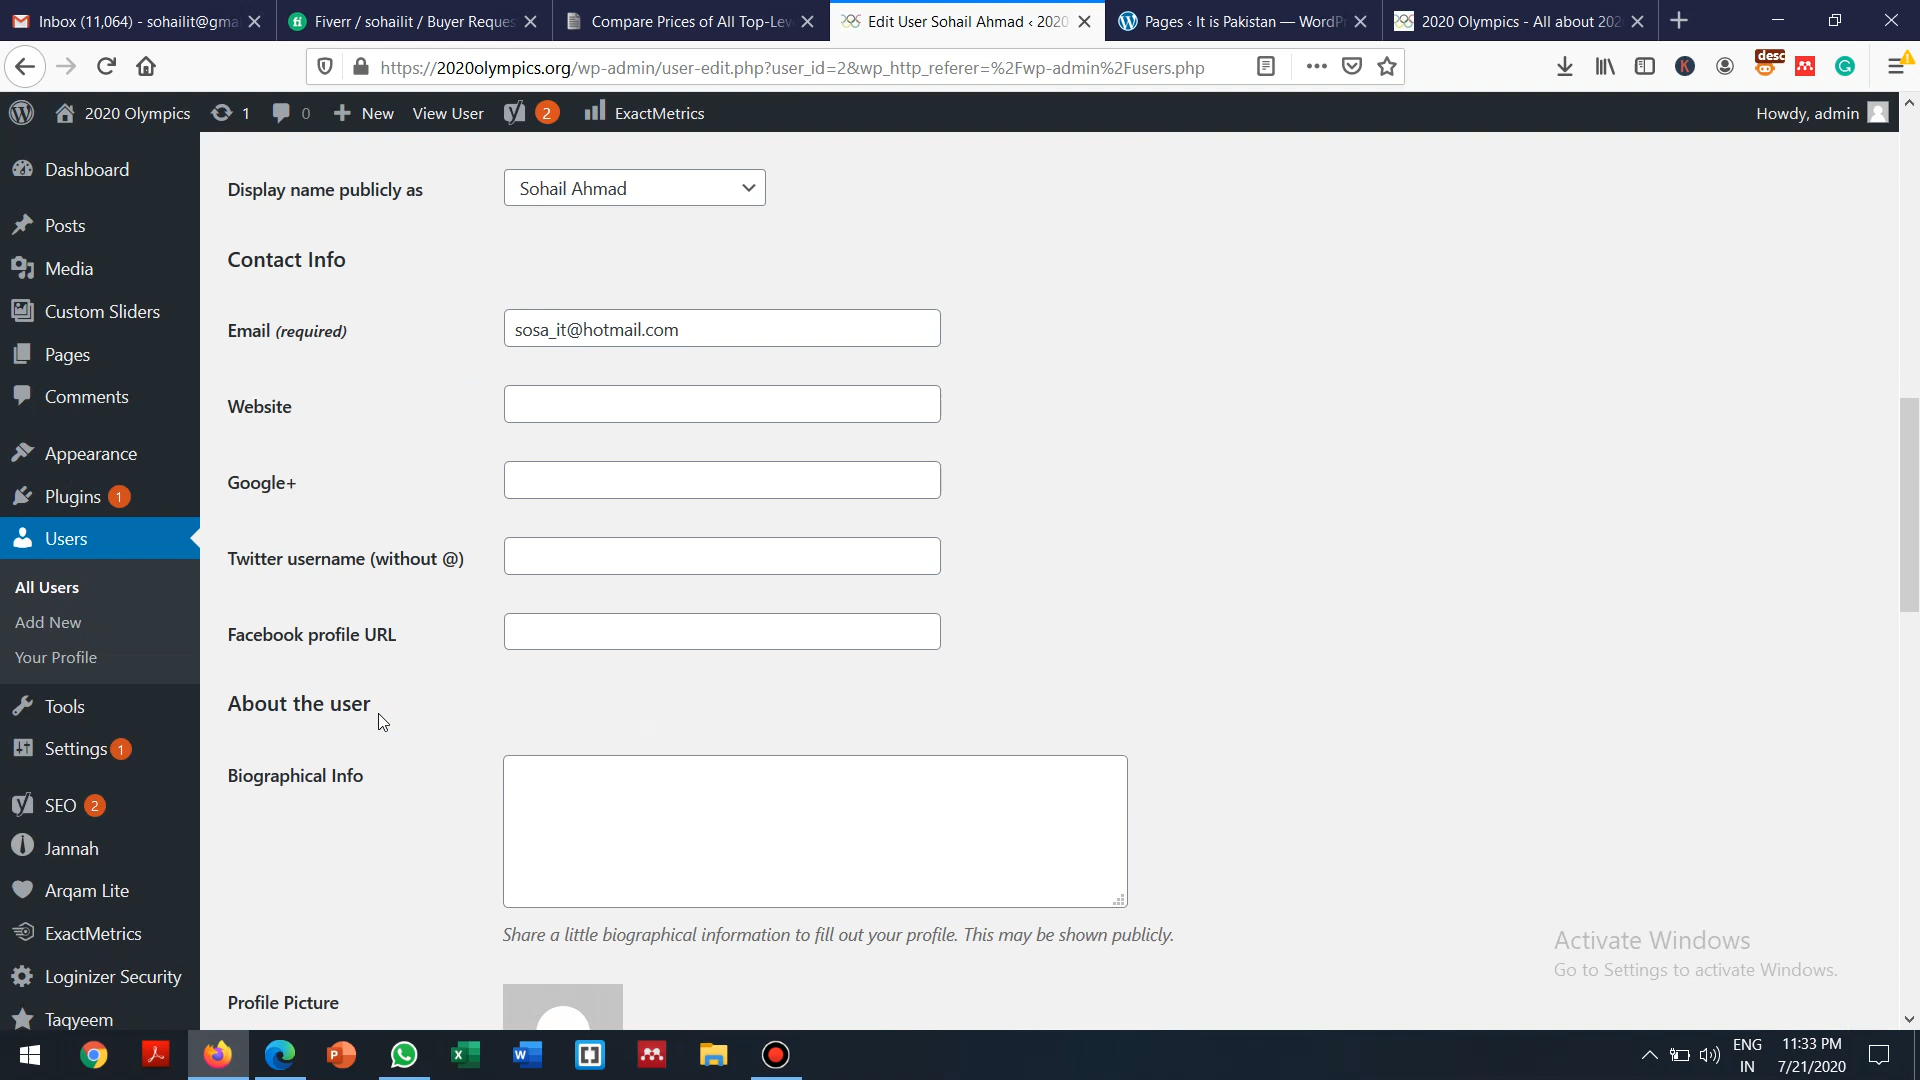 Inbox (11,064) - sohailit@gma
Fiverr / sohailit / Buyer Reques
Compare Prices of All Top-Lev
Edit User Sohail Ahmad ‹ 2020
Pages ‹ It is Pakistan — WordPr
2020 Olympics - All about 202
https://2020olympics.org/wp-admin/user-edit.php?user_id=2&wp_http_referer=%2Fwp-admin%2Fusers.php
desc
K
G
2020 Olympics
1
0
New
View User
2
ExactMetrics
Howdy, admin
Dashboard
Posts
Media
Custom Sliders
Pages
Comments
Appearance
Plugins 1
Users
All Users
Add New
Your Profile
Tools
Settings 1
SEO 2
Jannah
Arqam Lite
ExactMetrics
Loginizer Security
Taqyeem
Display name publicly as
Sohail Ahmad
Contact Info
Email (required)
sosa_it@hotmail.com
Website
Google+
Twitter username (without @)
Facebook profile URL
About the user
Biographical Info
Share a little biographical information to fill out your profile. This may be shown publicly.
Profile Picture
Activate Windows
Go to Settings to activate Windows.
ENG
IN
11:33 PM
7/21/2020